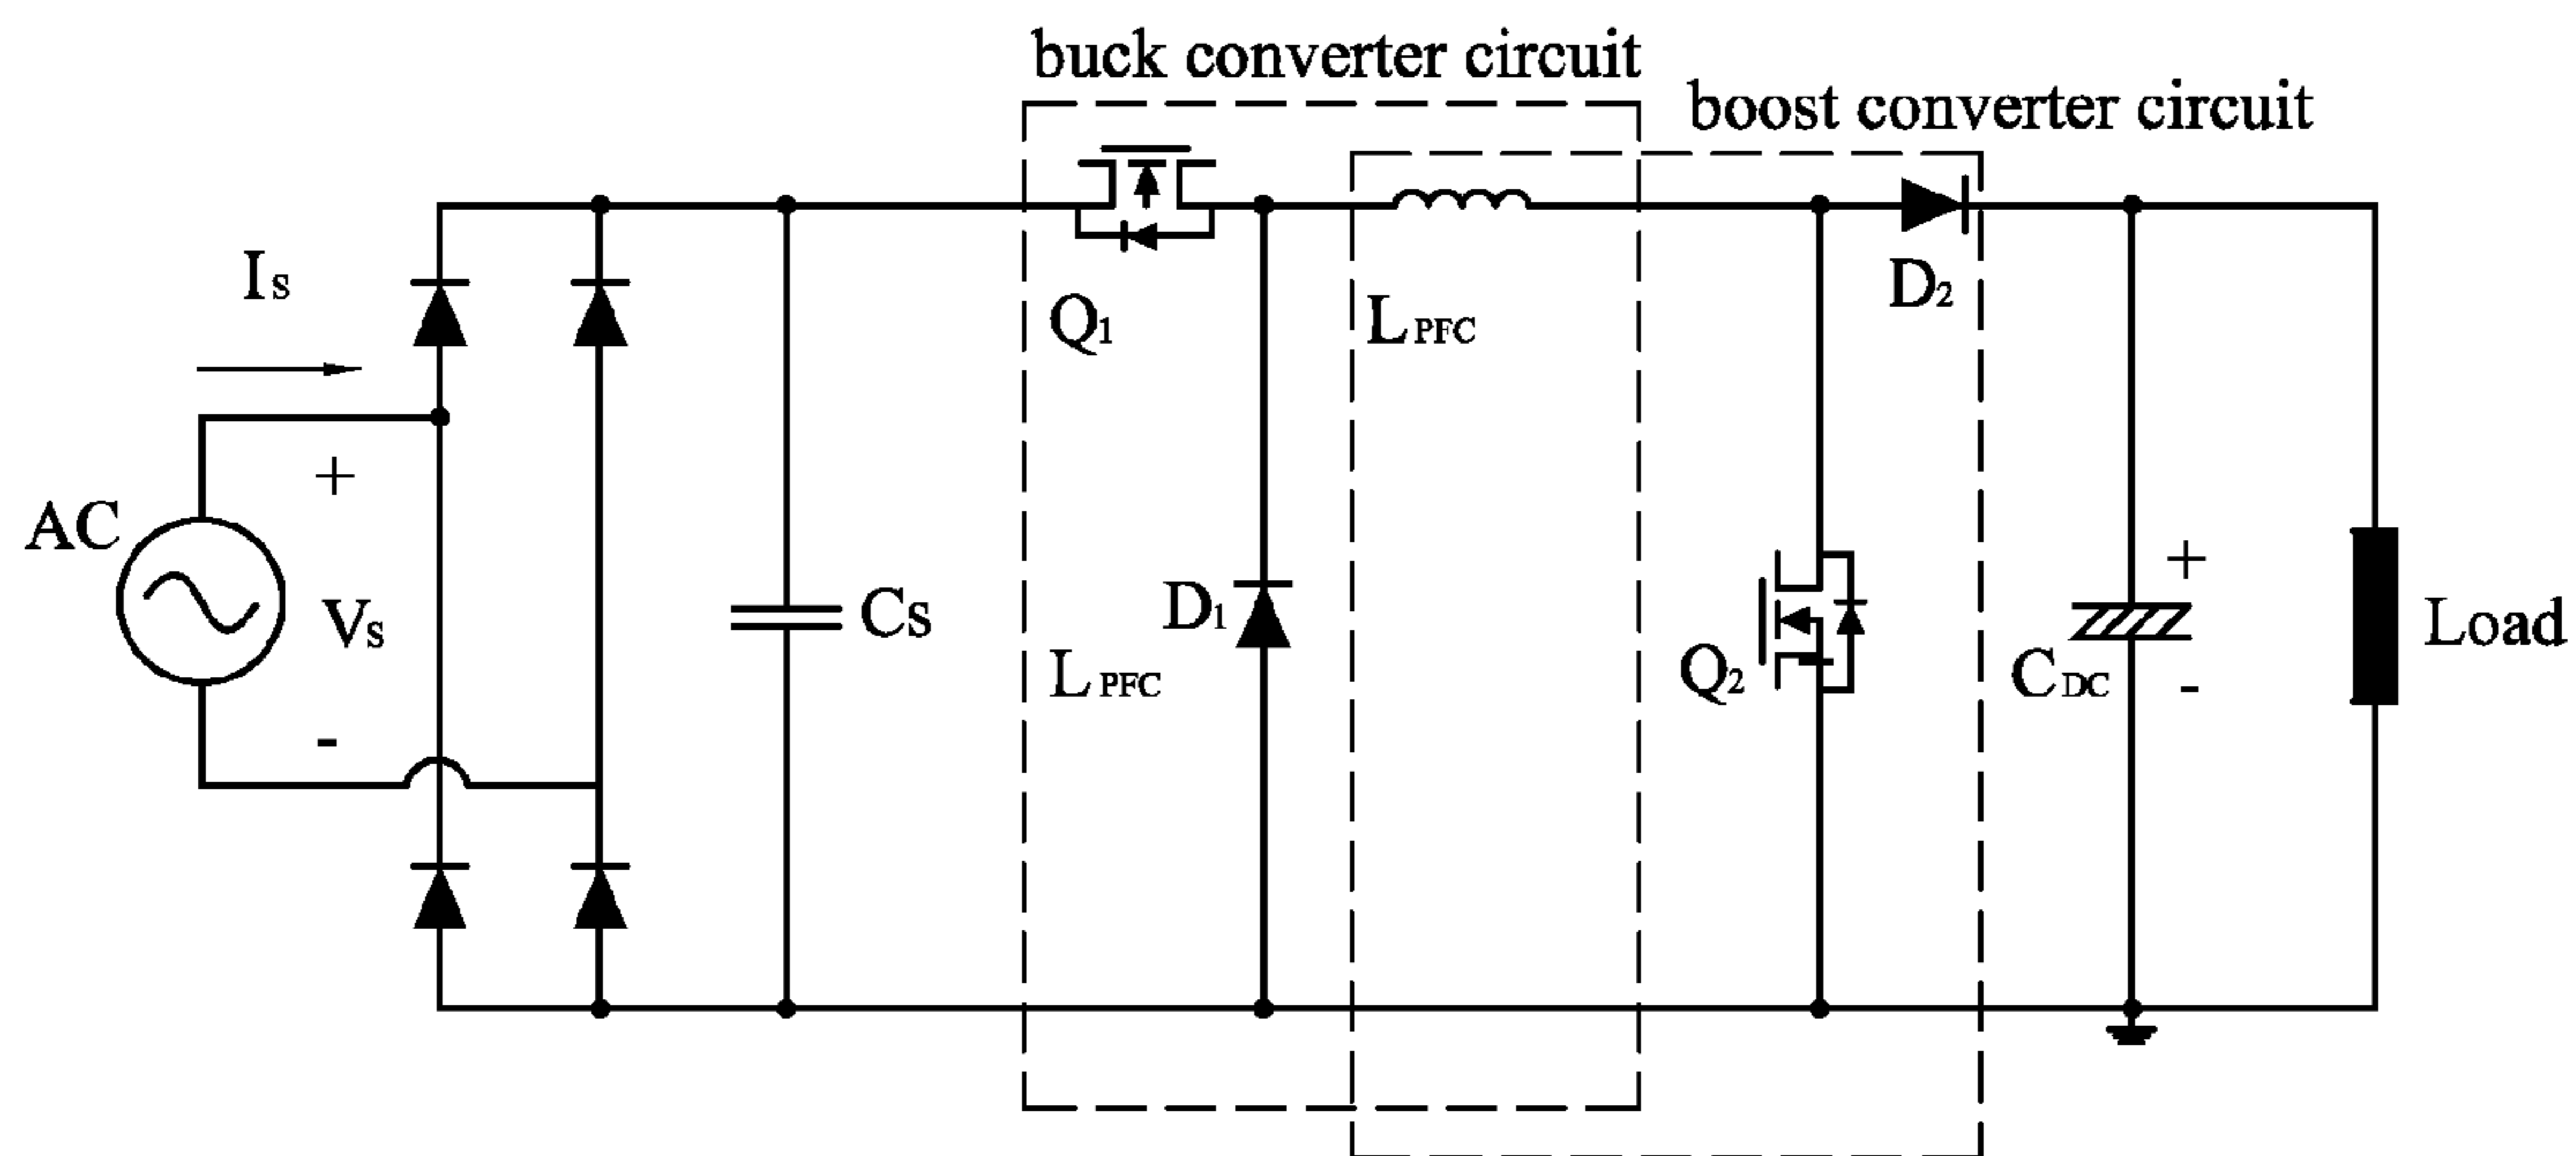 buck converter circuit
boost converter circuit
Is
Q1
LPFC
D2
+
AC
Vs
-
Cs
D1
LPFC
Q2
+
CDC
-
Load